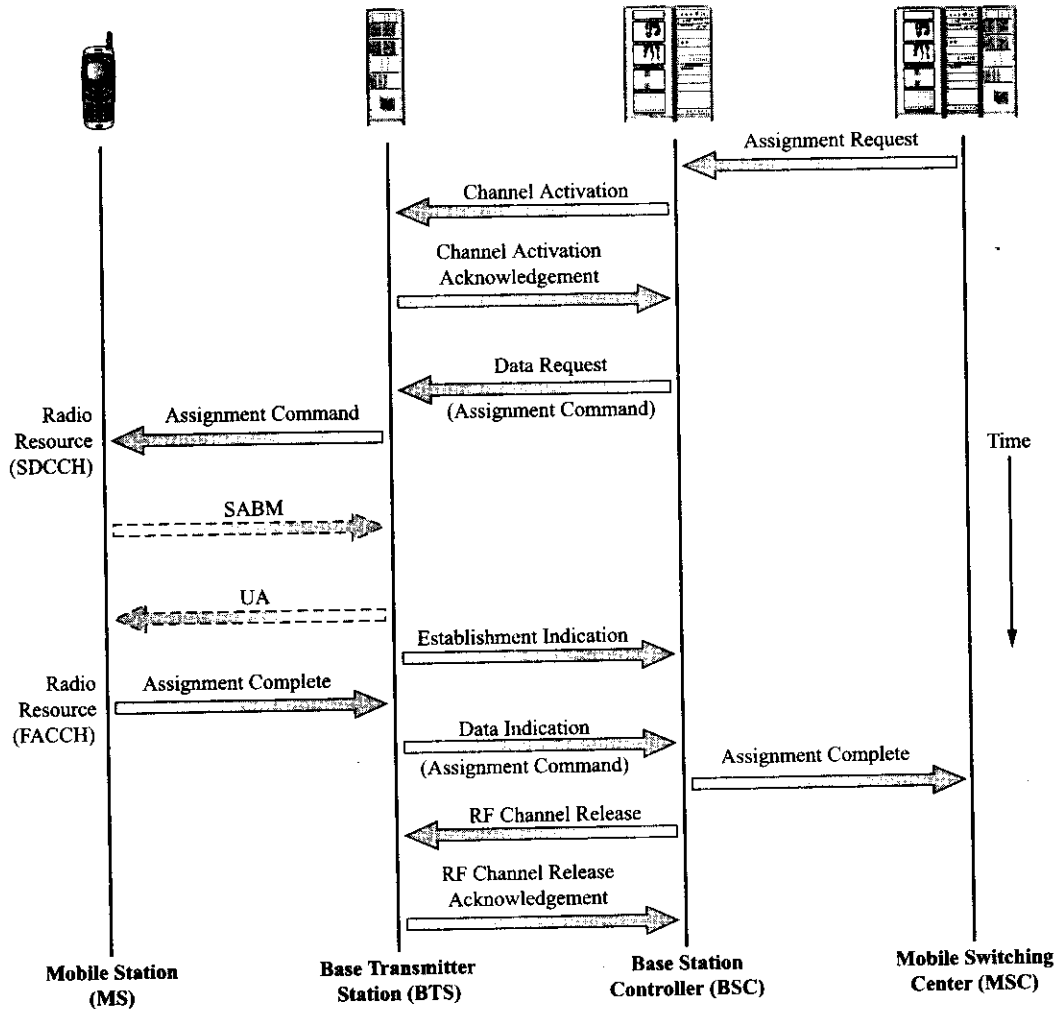 Assignment Request
Channel Activation
Channel Activation
Acknowledgement
Data Request
(Assignment Command)
Radio
Resource
(SDCCH)
Assignment Command
Time
SABM
UA
Establishment Indication
Radio
Resource
(FACCH)
Assignment Complete
Data Indication
(Assignment Command)
Assignment Complete
RF Channel Release
RF Channel Release
Acknowledgement
Mobile Station
(MS)
Base Transmitter
Station (BTS)
Base Station
Controller (BSC)
Mobile Switching
Center (MSC)